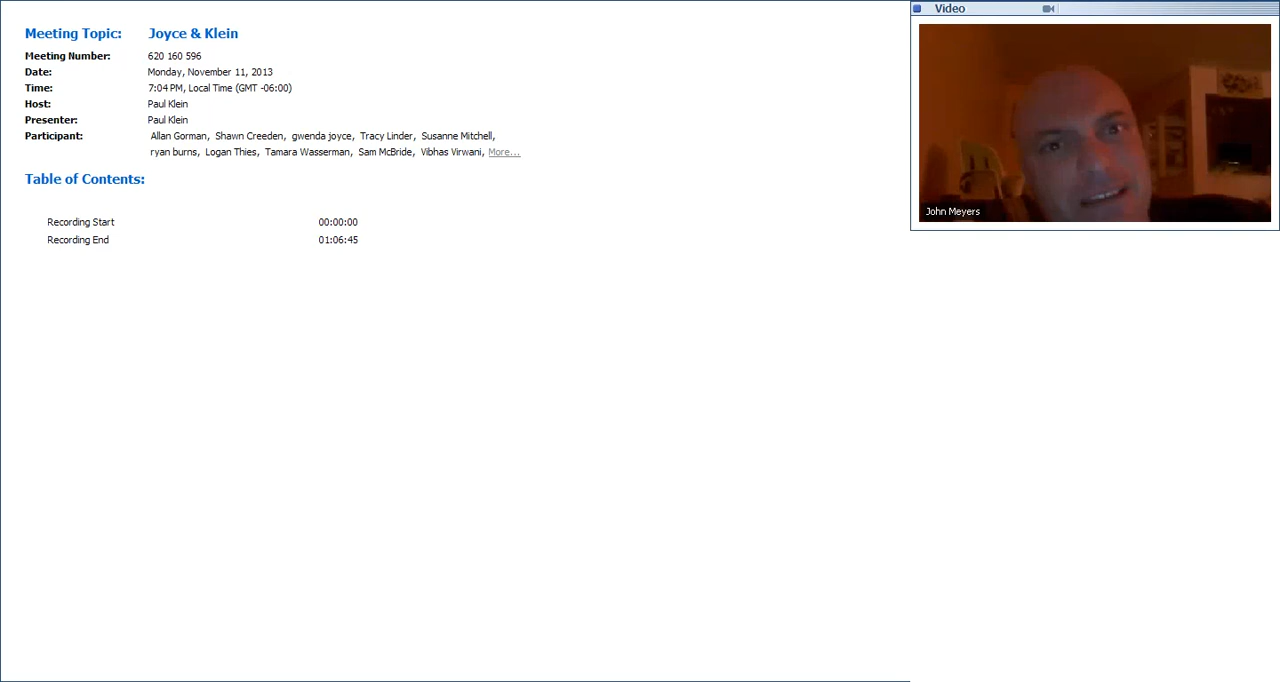 Meeting Topic: Joyce & Klein
Meeting Number: 620 160 596
Date: Monday, November 11, 2013
Time: 7:04 PM, Local Time (GMT -06:00)
Host: Paul Klein
Presenter: Paul Klein
Participant: Allan Gorman, Shawn Creeden, gwenda joyce, Tracy Linder, Susanne Mitchell,
ryan burns, Logan Thies, Tamara Wasserman, Sam McBride, Vibhas Virwani, More...
Table of Contents:
Recording Start 00:00:00
Recording End 01:06:45
Video
John Meyers